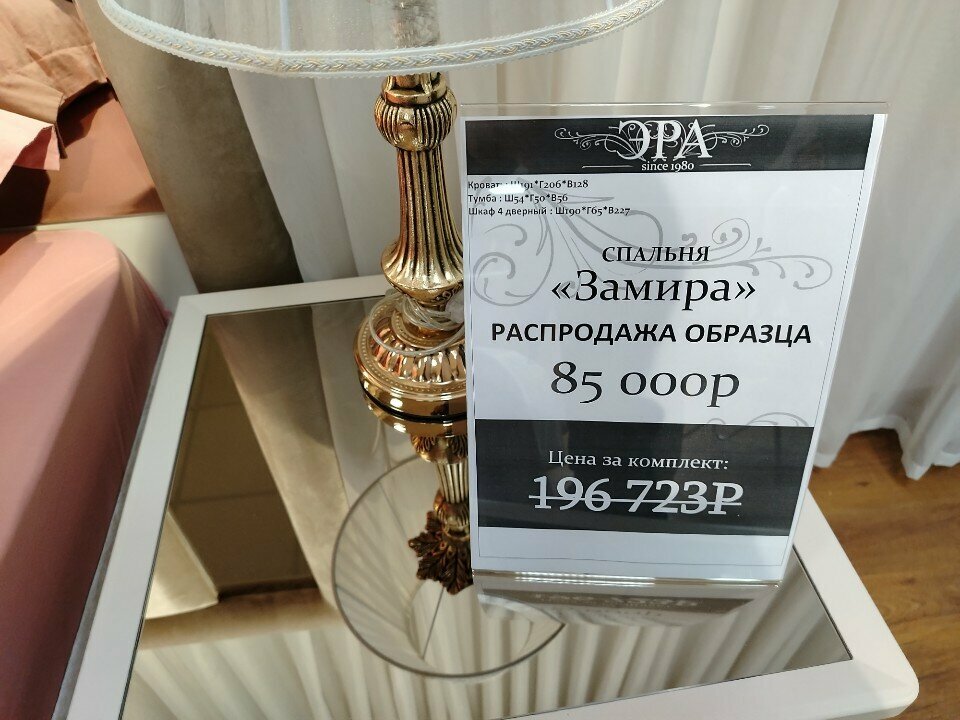 ЭРА
since 1980
Кровать : Ш191*Г206*В128
Тумба : Ш54*Г50*В56
Шкаф 4 дверный : Ш190*Г65*В227
СПАЛЬНЯ
«Замира»
РАСПРОДАЖА ОБРАЗЦА
85 000р
Цена за комплект:
196 723₽